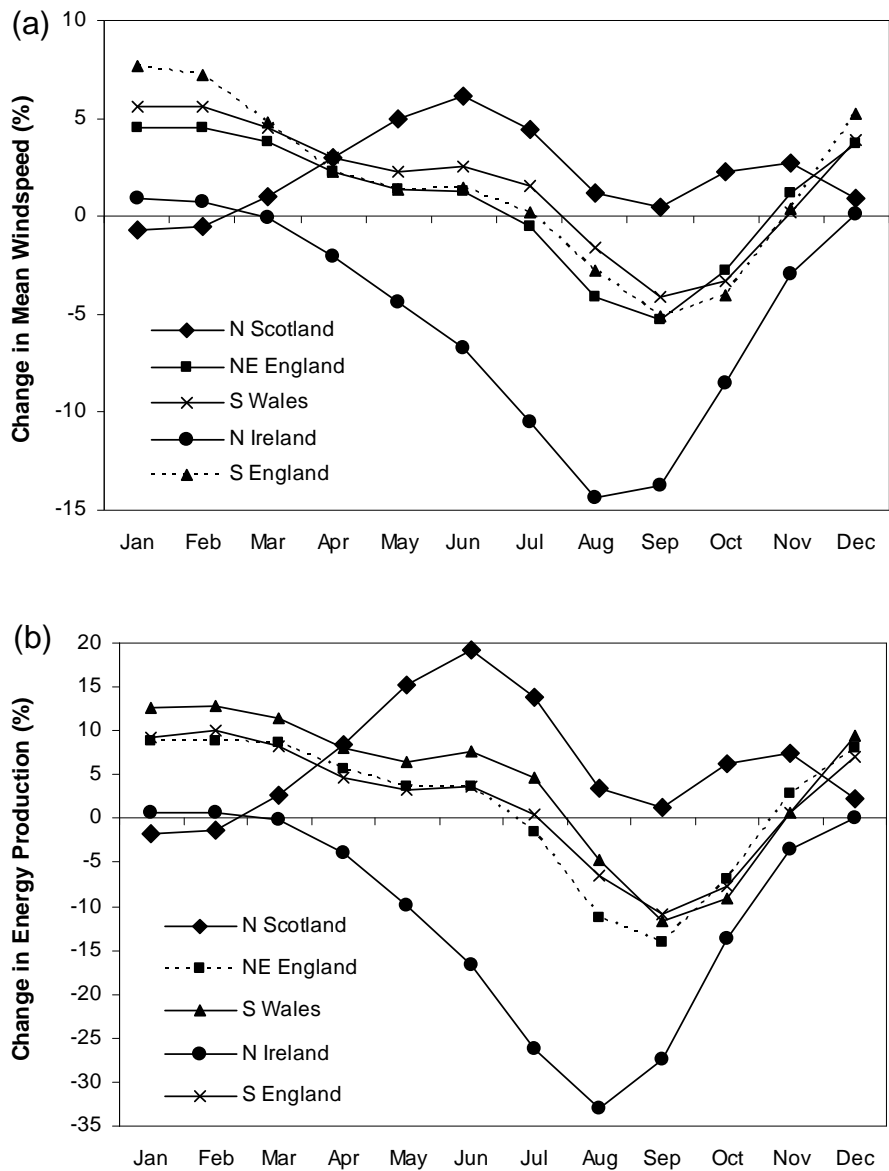 (a)
Change in Mean Windspeed (%)
10
5
0
-5
-10
-15
N Scotland
NE England
S Wales
N Ireland
S England
Jan Feb Mar Apr May Jun Jul Aug Sep Oct Nov Dec
(b)
Change in Energy Production (%)
20
15
10
5
0
-5
-10
-15
-20
-25
-30
-35
N Scotland
NE England
S Wales
N Ireland
S England
Jan Feb Mar Apr May Jun Jul Aug Sep Oct Nov Dec